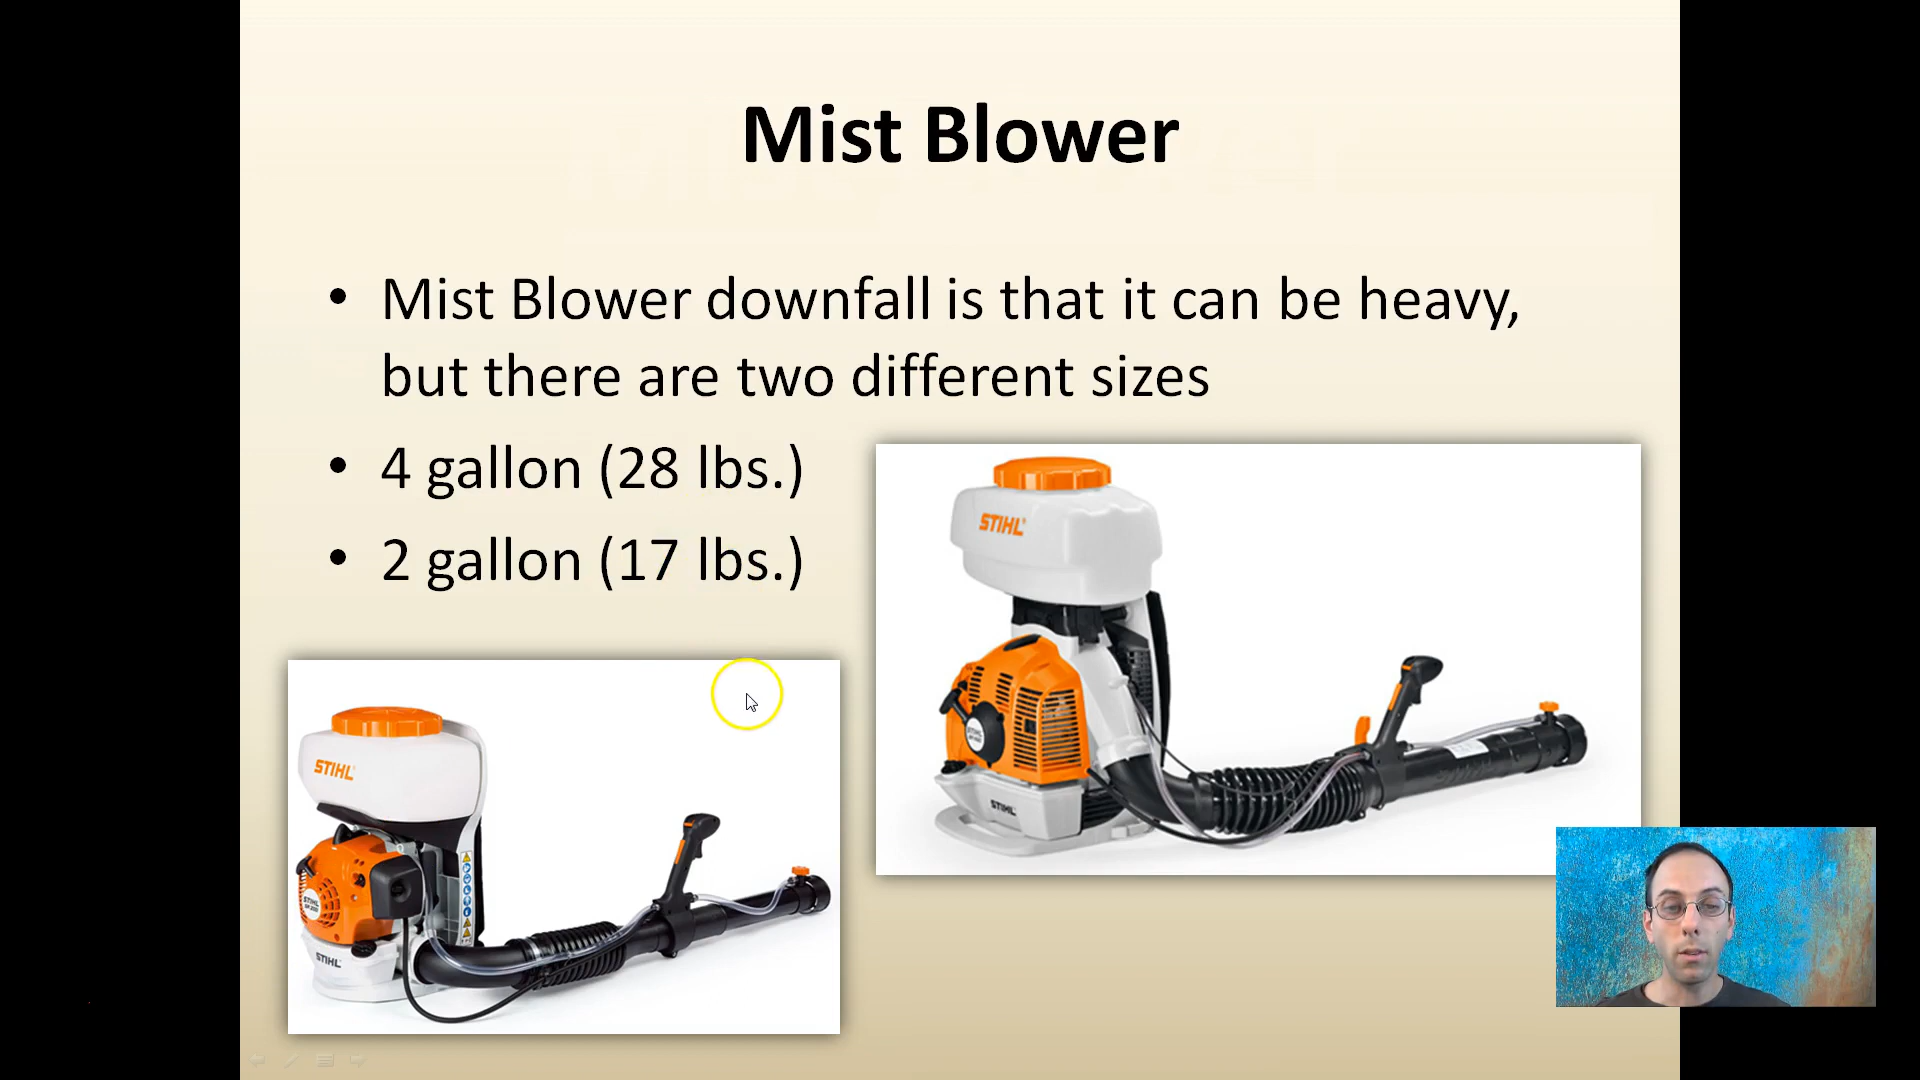 Mist Blower
• Mist Blower downfall is that it can be heavy,
but there are two different sizes
• 4 gallon (28 lbs.)
• 2 gallon (17 lbs.)
STIHL
STIHL
STIHL
STIHL
STIHL